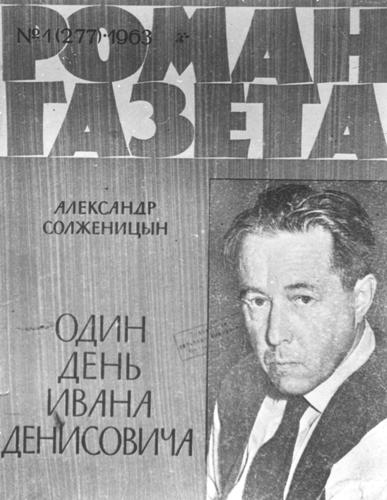 №1(277)·1963
РОМАН
ГАЗЕТА
АЛЕКСАНДР
СОЛЖЕНИЦЫН
ОДИН
ДЕНЬ
ИВАНА
ДЕНИСОВИЧА